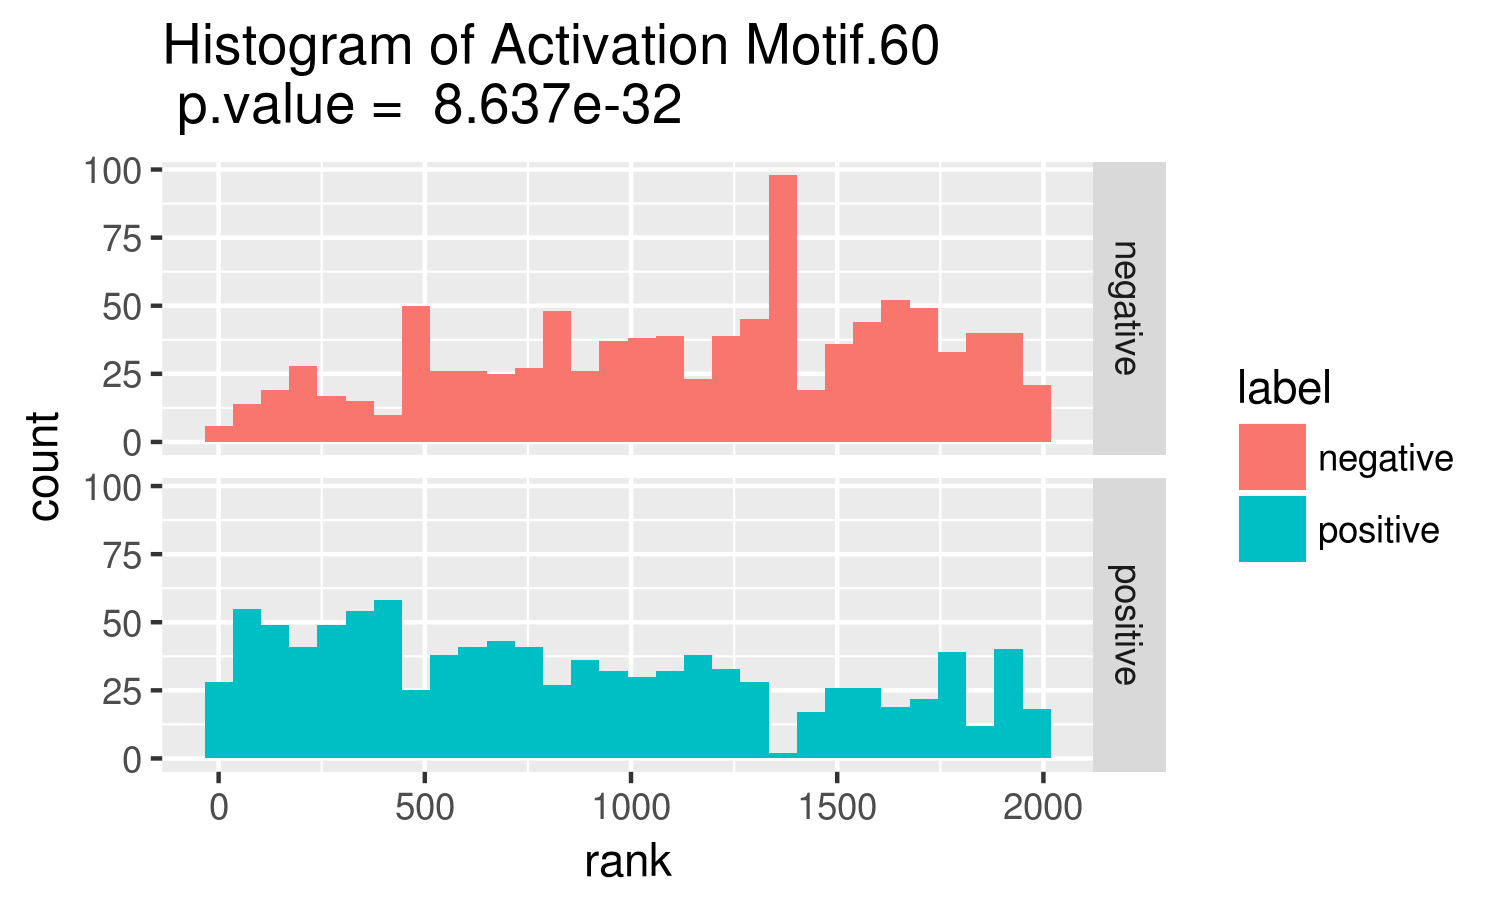 Histogram of Activation Motif.60
p.value =  8.637e-32
100
75
50
25
0
negative
100
75
50
25
0
positive
count
0 500 1000 1500 2000
rank
label
negative
positive